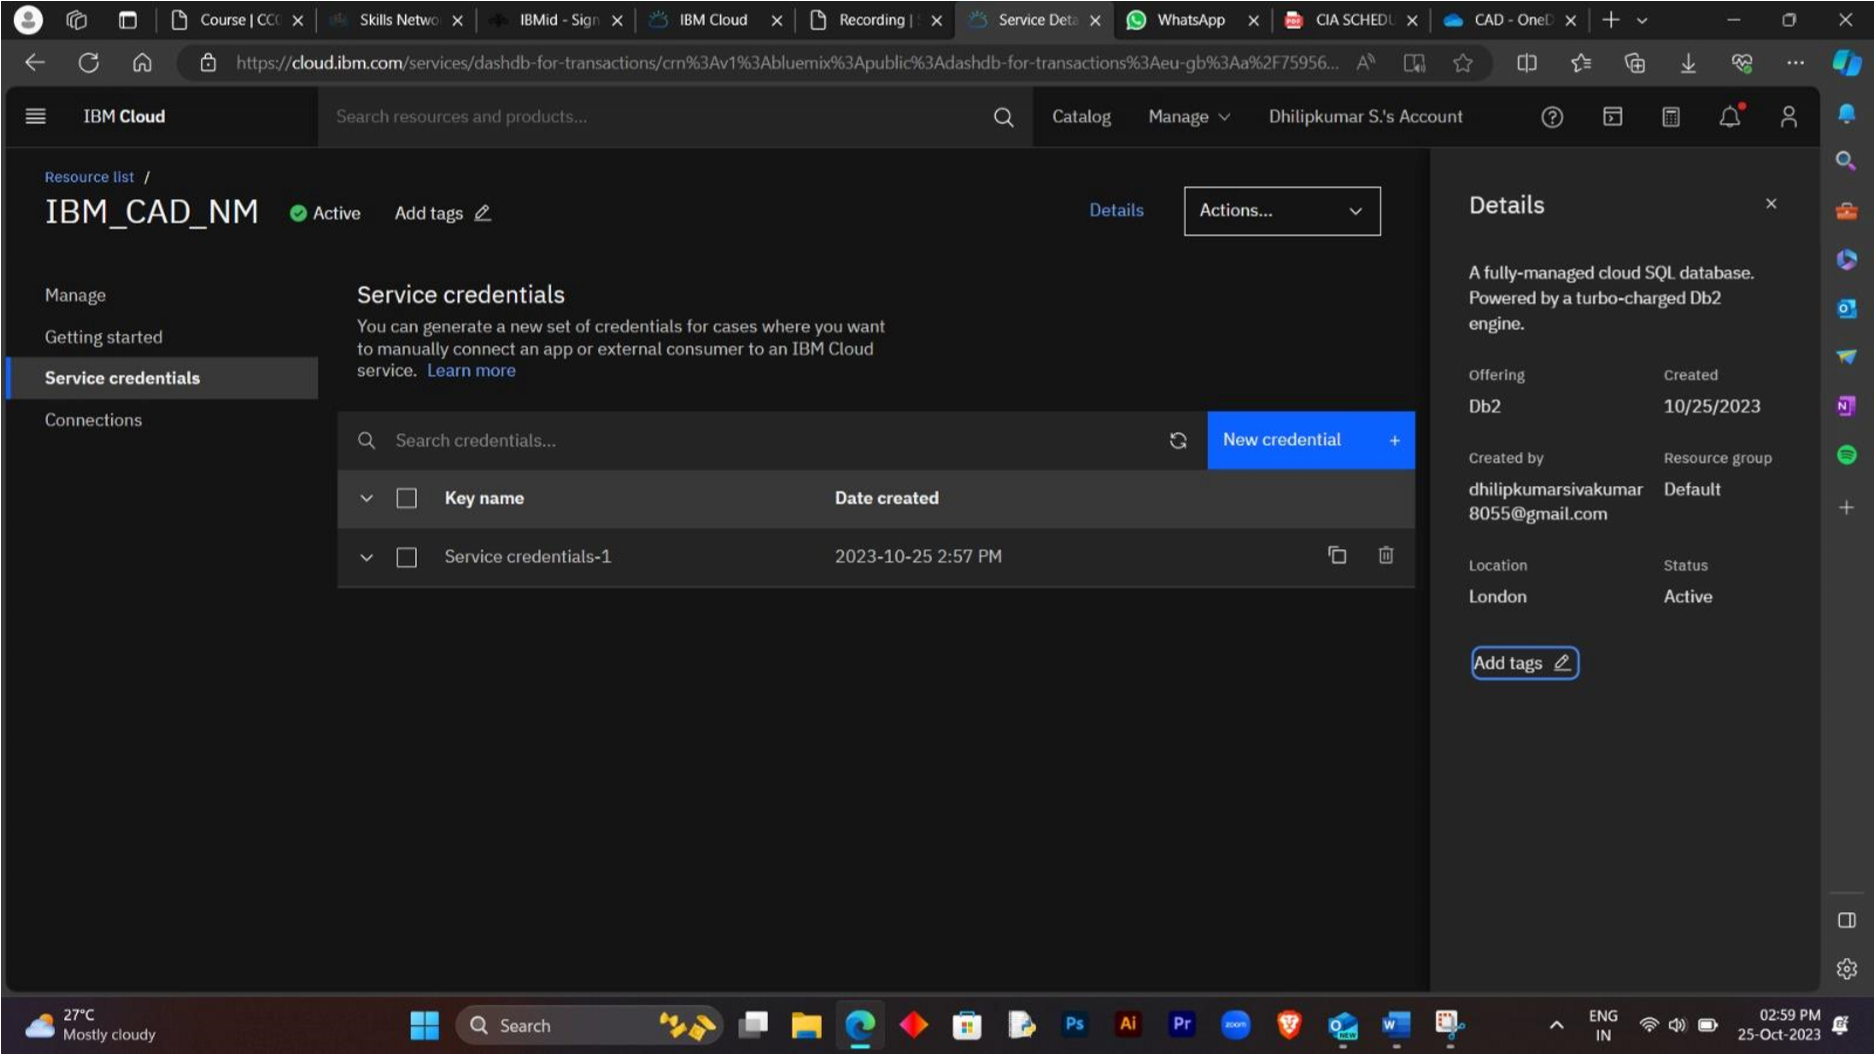 Course | CC
Skills Netwo
IBMid - Sign
IBM Cloud
Recording |
Service Deta
WhatsApp
CIA SCHEDU
CAD - OneD
https://cloud.ibm.com/services/dashdb-for-transactions/crn%3Av1%3Abluemix%3Apublic%3Adashdb-for-transactions%3Aeu-gb%3Aa%2F75956...
IBM Cloud
Search resources and products...
Catalog
Manage
Dhilipkumar S.'s Account
Resource list /
IBM_CAD_NM
Active
Add tags
Details
Actions...
Manage
Getting started
Service credentials
Connections
Service credentials
You can generate a new set of credentials for cases where you want
to manually connect an app or external consumer to an IBM Cloud
service. Learn more
Search credentials...
New credential +
Key name
Date created
Service credentials-1
2023-10-25 2:57 PM
Details
A fully-managed cloud SQL database.
Powered by a turbo-charged Db2
engine.
Offering
Created
Db2
10/25/2023
Created by
Resource group
dhilipkumarsivakumar
8055@gmail.com
Default
Location
Status
London
Active
Add tags
27°C
Mostly cloudy
Search
Ps
Ai
Pr
zoom
ENG
IN
02:59 PM
25-Oct-2023